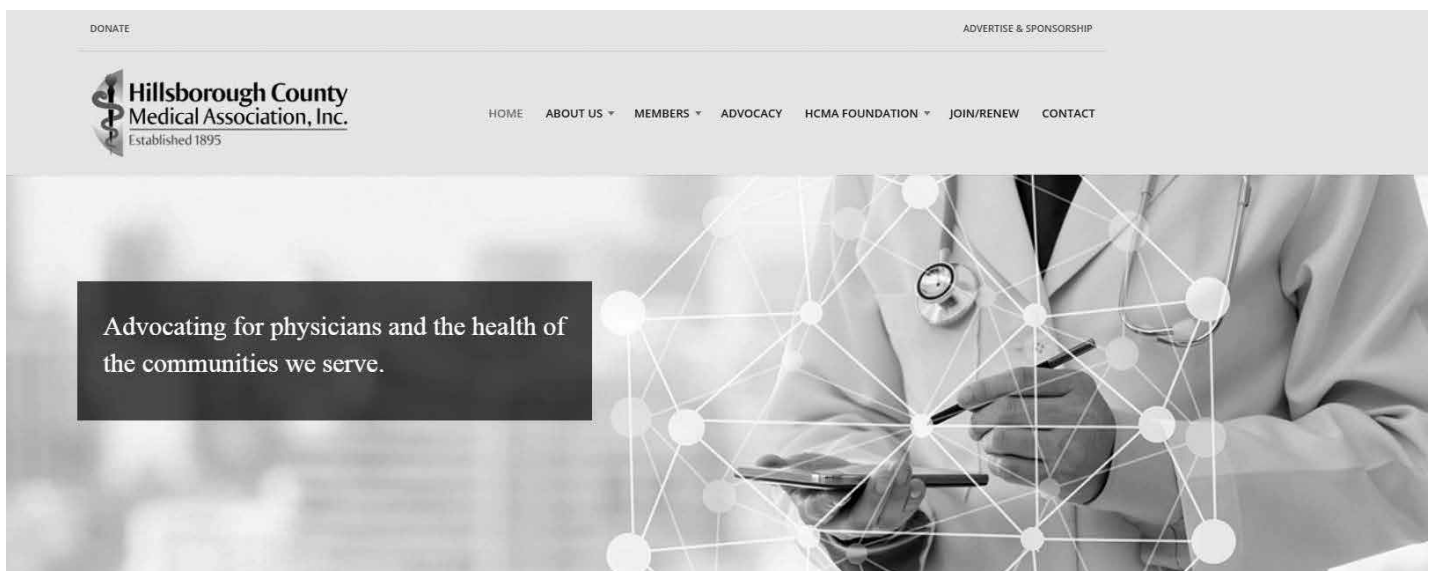 DONATE
ADVERTISE & SPONSORSHIP
Hillsborough County
Medical Association, Inc.
Established 1895
HOME ABOUT US MEMBERS ADVOCACY HCMA FOUNDATION JOIN/RENEW CONTACT
Advocating for physicians and the health of
the communities we serve.